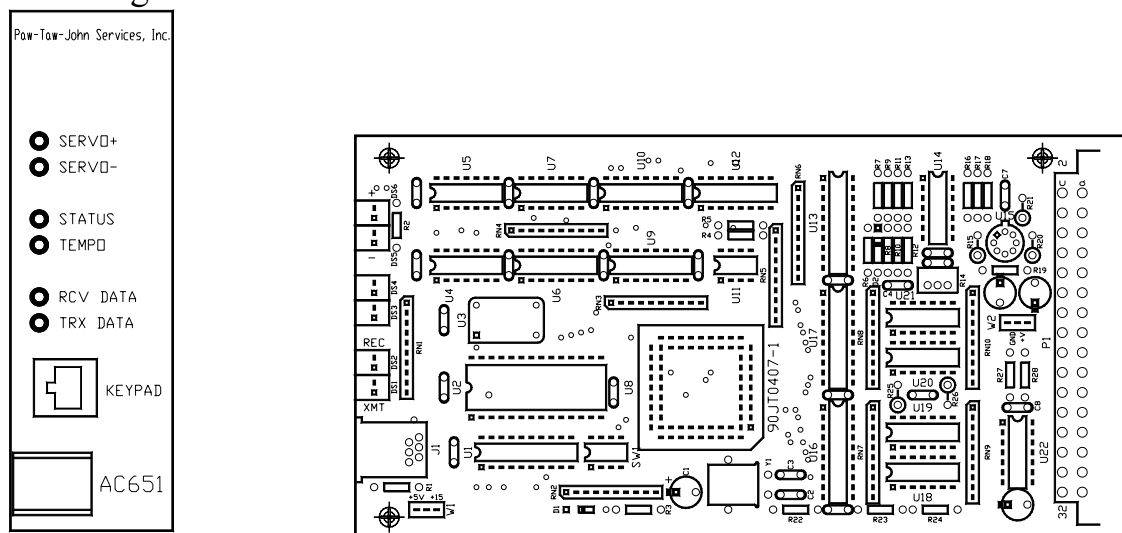 Paw-Taw-John Services, Inc.
SERVO+
SERVO-
STATUS
TEMPO
RCV DATA
TRX DATA
KEYPAD
AC651
U5 U7 U10 U12 RN6 R7 R9 R11 R13 U14 R16 R17 R18 C7 2
c a
+ DS6 R2 R21
RN4 R5 R4 U13 U15
U9 R15 R20
- DS5 RN5 R8 R10 R12
U4 U6 U11 R6 D2 C4 U21 R14 R19
DS4 DS3 U3 RN3
RN1 U17 RN8 RN10 W2 P1
REC GND +V
DS2 90JT0407-1
DS1 U2 U8 R25 U20 R26 R27 R28
XMT U19 C8
J1 U1 SW1 U16 RN7 RN9 U22
Y1 C3
R1 RN2 + C1 C2 U18
+5V +15 W1 D1 R3 R22 R23 R24 32